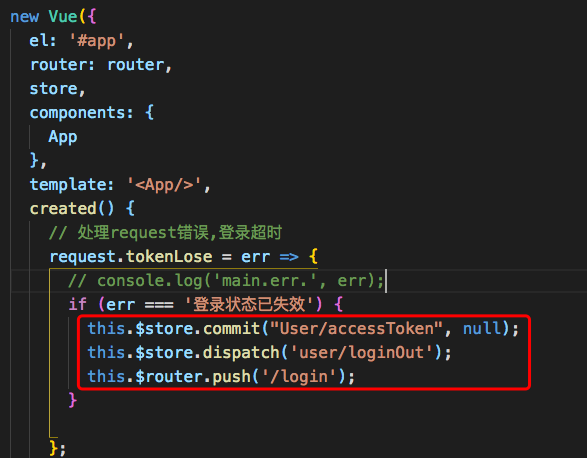 new Vue({
el: '#app',
router: router,
store,
components: {
App
},
template: '<App/>',
created() {
// 处理request错误,登录超时
request.tokenLose = err => {
// console.log('main.err.', err);
if (err === '登录状态已失效') {
this.$store.commit("User/accessToken", null);
this.$store.dispatch('user/loginOut');
this.$router.push('/login');
}
};